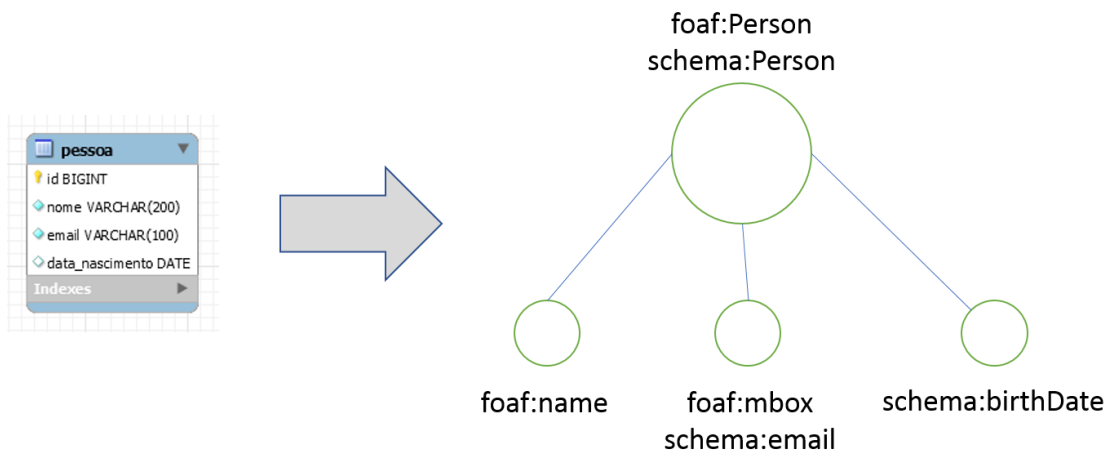 pessoa
id BIGINT
nome VARCHAR(200)
email VARCHAR(100)
data_nascimento DATE
Indexes
foaf:Person
schema:Person
foaf:name
foaf:mbox
schema:email
schema:birthDate